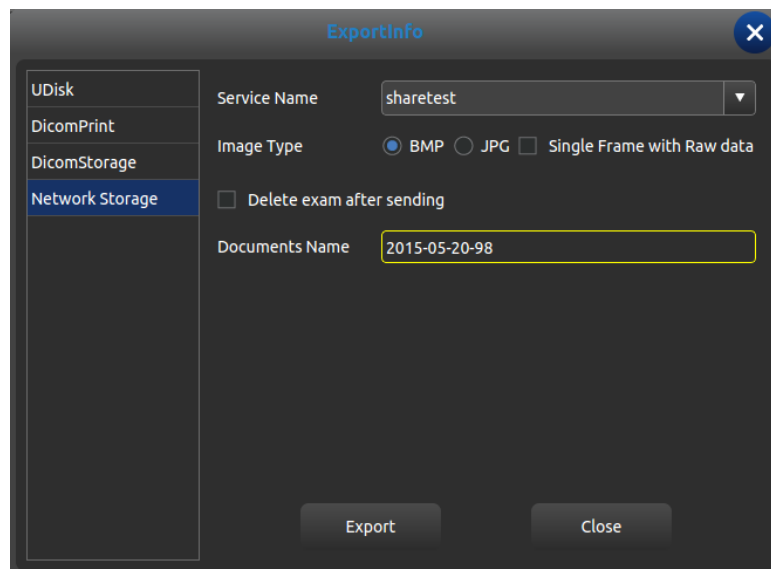 ExportInfo
UDisk
DicomPrint
DicomStorage
Network Storage
Service Name sharetest
Image Type BMP JPG Single Frame with Raw data
Delete exam after sending
Documents Name 2015-05-20-98
Export Close